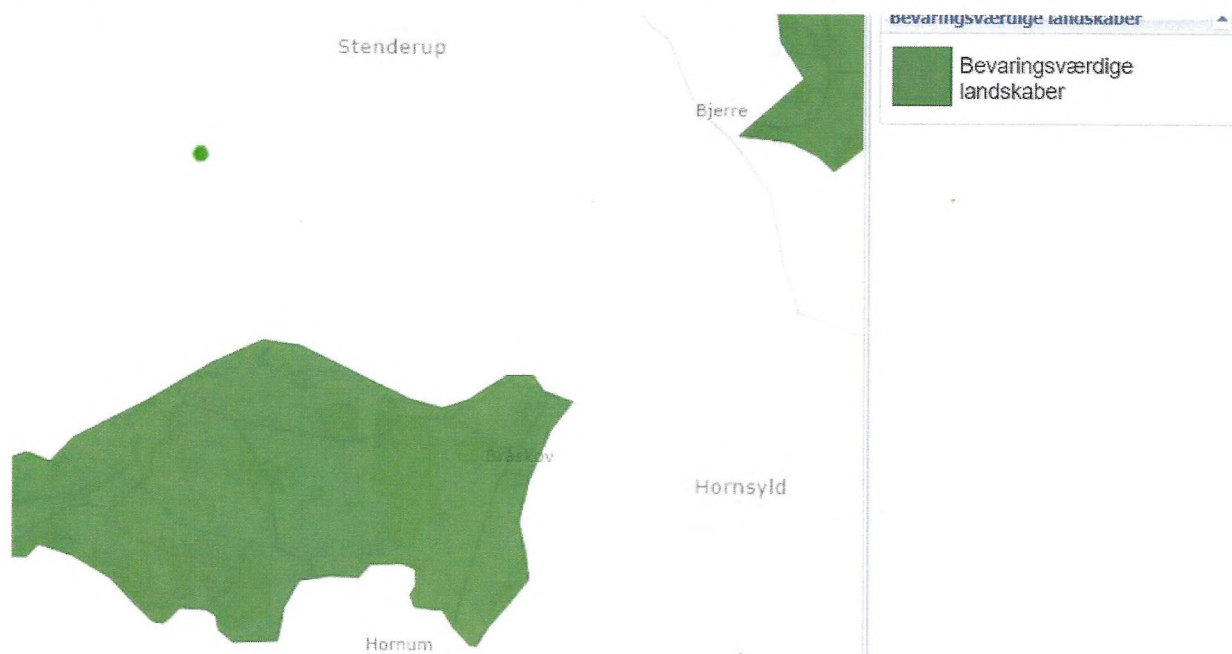 Stenderup
Bjerre
Bråskov
Hornsyld
Hornum
Bevaringsværdige landskaber
Bevaringsværdige
landskaber